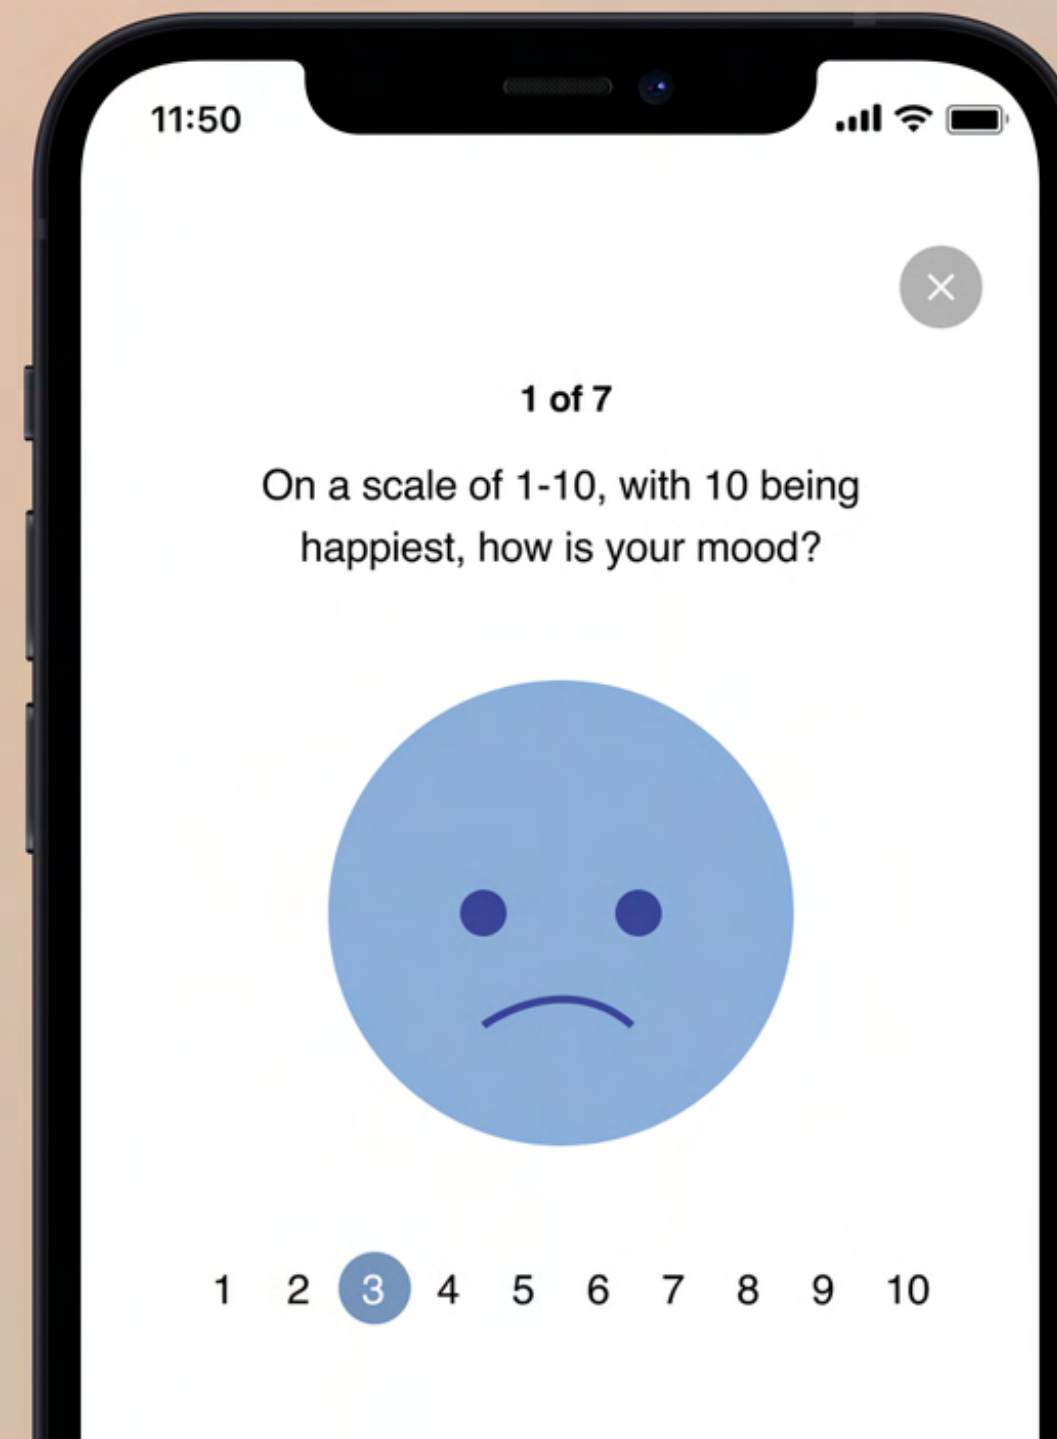 11:50
1 of 7
On a scale of 1-10, with 10 being
happiest, how is your mood?
1 2 3 4 5 6 7 8 9 10